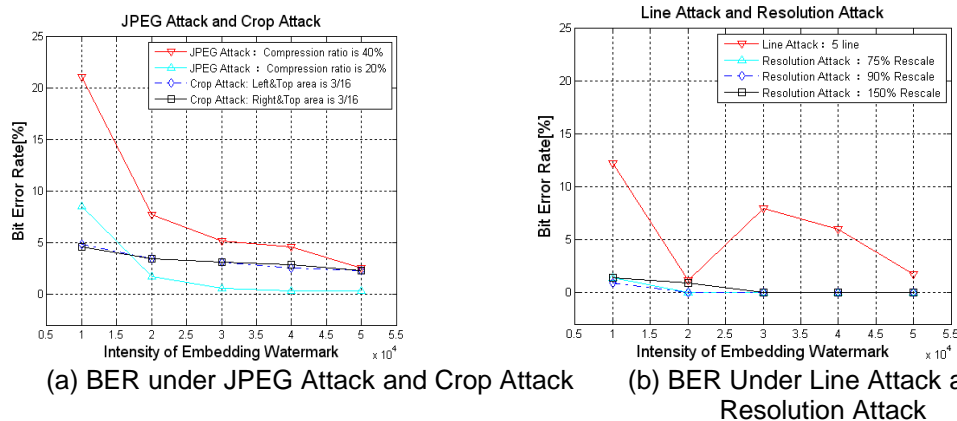 JPEG Attack and Crop Attack
JPEG Attack : Compression ratio is 40%
JPEG Attack : Compression ratio is 20%
Crop Attack: Left&Top area is 3/16
Crop Attack: Right&Top area is 3/16
25
20
15
10
5
0
Bit Error Rate[%]
0.5 1 1.5 2 2.5 3 3.5 4 4.5 5 5.5
Intensity of Embedding Watermark
x 10^4
(a) BER under JPEG Attack and Crop Attack
Line Attack and Resolution Attack
Line Attack : 5 line
Resolution Attack : 75% Rescale
Resolution Attack : 90% Rescale
Resolution Attack : 150% Rescale
25
20
15
10
5
0
Bit Error Rate[%]
0.5 1 1.5 2 2.5 3 3.5 4 4.5 5 5.5
Intensity of Embedding Watermark
x 10^4
(b) BER Under Line Attack a
Resolution Attack